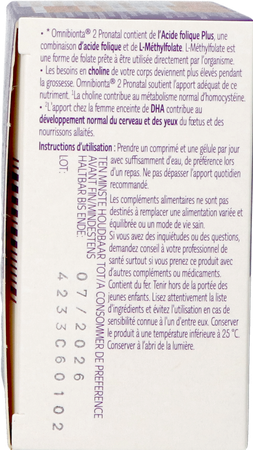 • * Omnibionta® 2 Pronatal contient de l'Acide folique Plus, une
combinaison d'acide folique et de L-Méthylfolate. L-Méthylfolate est
une forme de folate prête à être utilisée directement par l'organisme.
• Les besoins en choline de votre corps deviennent plus élevés pendant
la grossesse. Omnibionta® 2 Pronatal soutient l'apport adéquat de ce
nutriment. ¹La choline contribue au métabolisme normal d'homocystéine.
• ²L'apport chez la femme enceinte de DHA contribue au
développement normal du cerveau et des yeux du fœtus et des
nourrissons allaités.
Instructions d'utilisation : Prendre un comprimé et une gélule par jour
avec suffisamment d'eau, de préférence lors
d'un repas. Ne pas dépasser l'apport quotidien
recommandé.
Les compléments alimentaires ne sont pas
destinés à remplacer une alimentation variée et
équilibrée ou un mode de vie sain.
Si vous avez des inquiétudes ou des questions,
demandez conseil à votre professionnel de
santé surtout si vous prenez ce produit avec
d'autres compléments ou médicaments.
Contient du fer. Tenir hors de la portée des
jeunes enfants. Lisez attentivement la liste
d'ingrédients et évitez l'utilisation en cas de
sensibilité connue à l'un d'entre eux. Conserver
le produit à une température inférieure à 25 °C.
Conserver à l'abri de la lumière.
TEN MINSTE HOUDBAAR TOT/A CONSOMMER DE PREFERENCE
AVANT FIN/MINDESTENS
HALTBAR BIS ENDE:
LOT:
07/2026
4233C60102